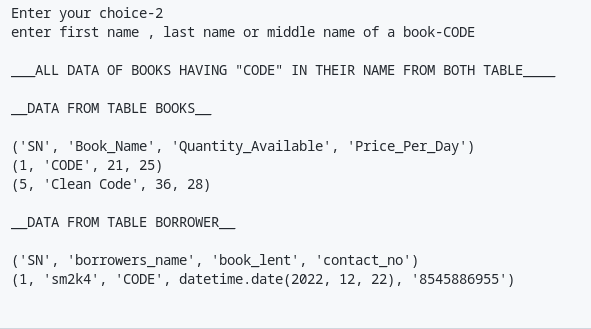 Enter your choice-2
enter first name , last name or middle name of a book-CODE
___ALL DATA OF BOOKS HAVING "CODE" IN THEIR NAME FROM BOTH TABLE____
__DATA FROM TABLE BOOKS__
('SN', 'Book_Name', 'Quantity_Available', 'Price_Per_Day')
(1, 'CODE', 21, 25)
(5, 'Clean Code', 36, 28)
__DATA FROM TABLE BORROWER__
('SN', 'borrowers_name', 'book_lent', 'contact_no')
(1, 'sm2k4', 'CODE', datetime.date(2022, 12, 22), '8545886955')